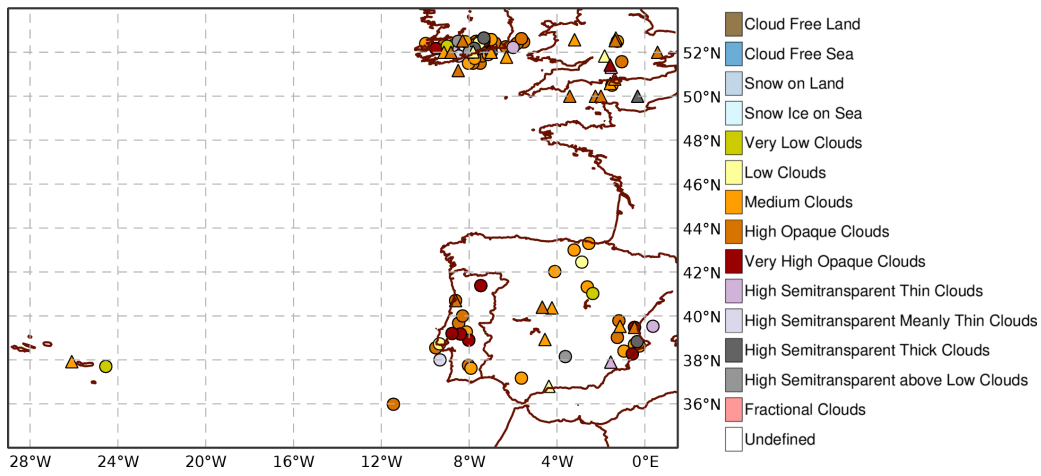 Cloud Free Land
Cloud Free Sea
Snow on Land
Snow Ice on Sea
Very Low Clouds
Low Clouds
Medium Clouds
High Opaque Clouds
Very High Opaque Clouds
High Semitransparent Thin Clouds
High Semitransparent Meanly Thin Clouds
High Semitransparent Thick Clouds
High Semitransparent above Low Clouds
Fractional Clouds
Undefined
52°N
50°N
48°N
46°N
44°N
42°N
40°N
38°N
36°N
28°W 24°W 20°W 16°W 12°W 8°W 4°W 0°E